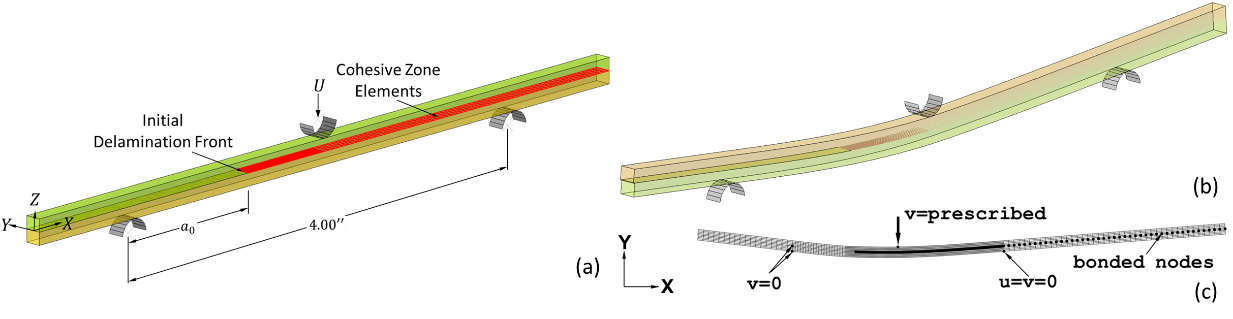 Cohesive Zone
Elements
U
Initial
Delamination Front
Z
Y
X
a₀
4.00′′
(a)
(b)
v=prescribed
Y
X
v=0
u=v=0
bonded nodes
(c)